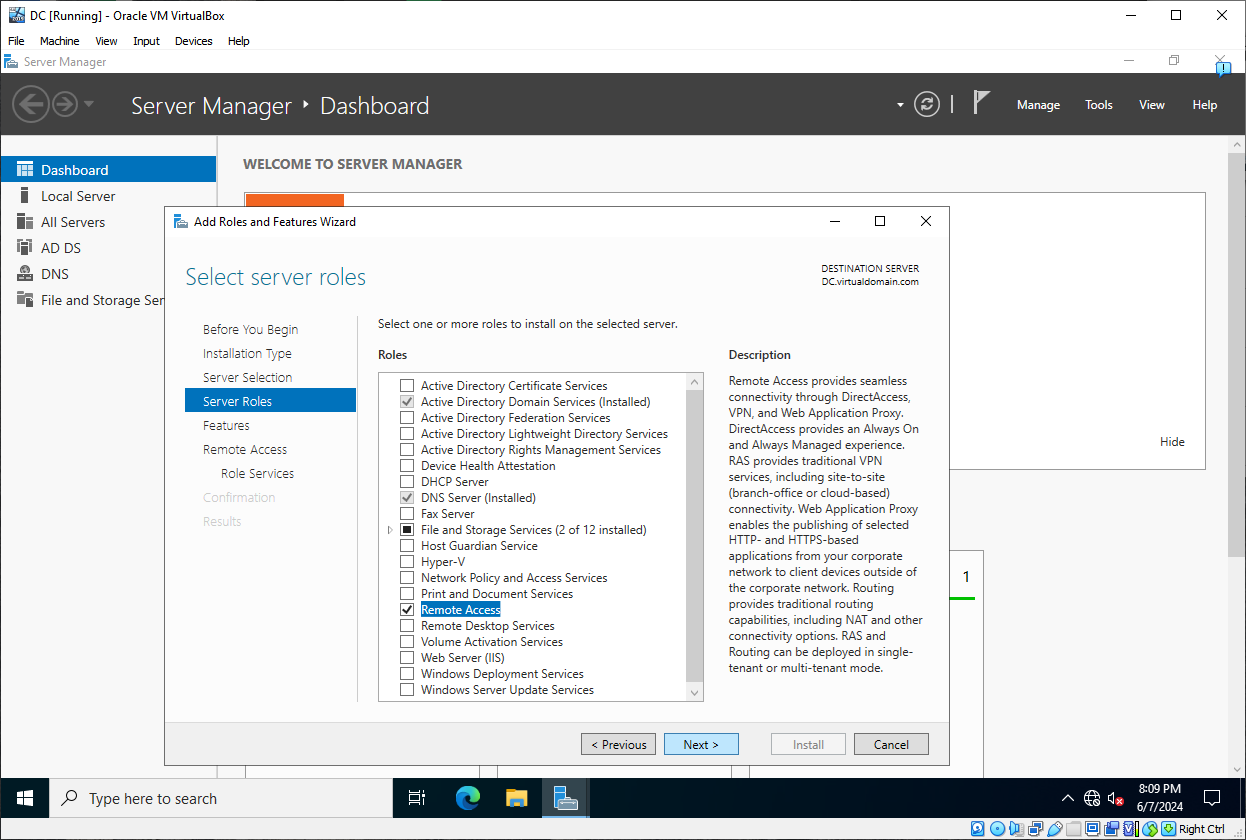 DC [Running] - Oracle VM VirtualBox
File Machine View Input Devices Help
Server Manager
Server Manager Dashboard
Manage Tools View Help
Dashboard
Local Server
All Servers
AD DS
DNS
File and Storage Ser
WELCOME TO SERVER MANAGER
Add Roles and Features Wizard
Select server roles
DESTINATION SERVER
DC.virtualdomain.com
Before You Begin
Installation Type
Server Selection
Server Roles
Features
Remote Access
Role Services
Confirmation
Results
Select one or more roles to install on the selected server.
Roles
Active Directory Certificate Services
Active Directory Domain Services (Installed)
Active Directory Federation Services
Active Directory Lightweight Directory Services
Active Directory Rights Management Services
Device Health Attestation
DHCP Server
DNS Server (Installed)
Fax Server
File and Storage Services (2 of 12 installed)
Host Guardian Service
Hyper-V
Network Policy and Access Services
Print and Document Services
Remote Access
Remote Desktop Services
Volume Activation Services
Web Server (IIS)
Windows Deployment Services
Windows Server Update Services
Description
Remote Access provides seamless
connectivity through DirectAccess,
VPN, and Web Application Proxy.
DirectAccess provides an Always On
and Always Managed experience.
RAS provides traditional VPN
services, including site-to-site
(branch-office or cloud-based)
connectivity. Web Application Proxy
enables the publishing of selected
HTTP- and HTTPS-based
applications from your corporate
network to client devices outside of
the corporate network. Routing
provides traditional routing
capabilities, including NAT and other
connectivity options. RAS and
Routing can be deployed in single-
tenant or multi-tenant mode.
Hide
1
< Previous Next > Install Cancel
Type here to search
8:09 PM
6/7/2024
Right Ctrl